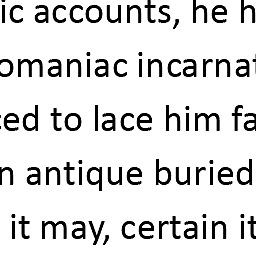 ic accounts, he h
omaniac incarnat
ced to lace him fa
n antique buried
it may, certain it